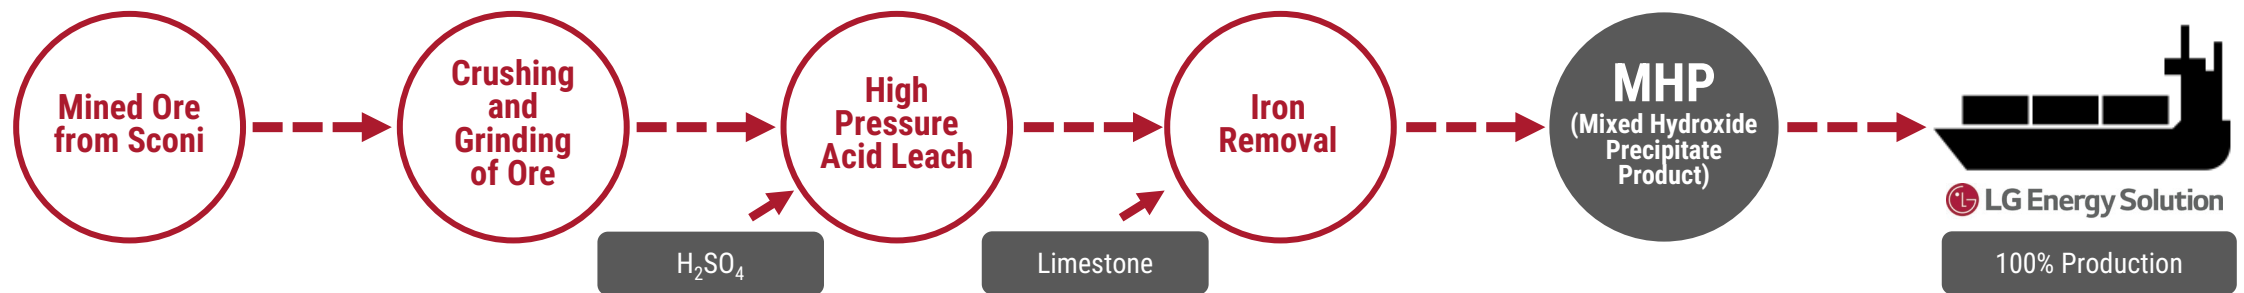 Mined Ore
from Sconi
Crushing
and
Grinding
of Ore
High
Pressure
Acid Leach
H₂SO₄
Iron
Removal
Limestone
MHP
(Mixed Hydroxide
Precipitate
Product)
LG Energy Solution
100% Production